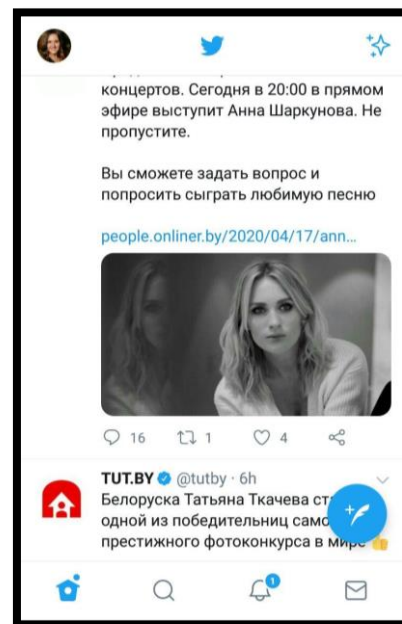 концертов. Сегодня в 20:00 в прямом
эфире выступит Анна Шаркунова. Не
пропустите.
Вы сможете задать вопрос и
попросить сыграть любимую песню
people.onliner.by/2020/04/17/ann...
16 1 4
TUT.BY @tutby · 6h
Белоруска Татьяна Ткачева
одной из победительниц
престижного фотоконкурса в мире
1